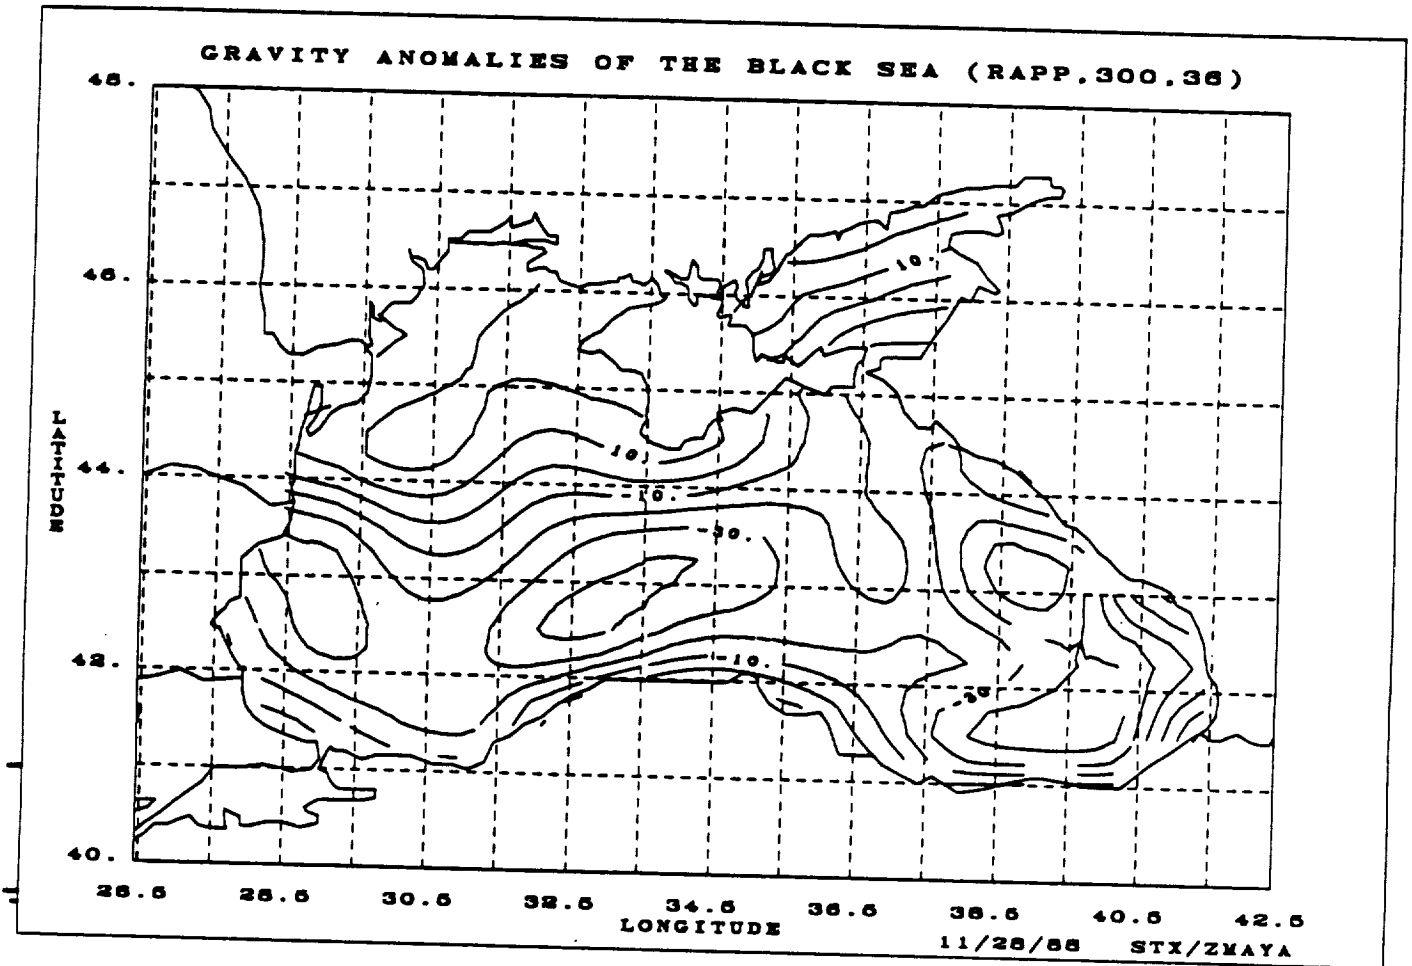 GRAVITY ANOMALIES OF THE BLACK SEA (RAPP.300.36)
48.
46.
10.
LATITUDE
10.
44.
-10.
-30.
42.
-10.
-30
40.
26.5 28.5 30.5 32.5 34.5 36.5 38.5 40.5 42.5
LONGITUDE
11/28/88 STX/ZMAYA